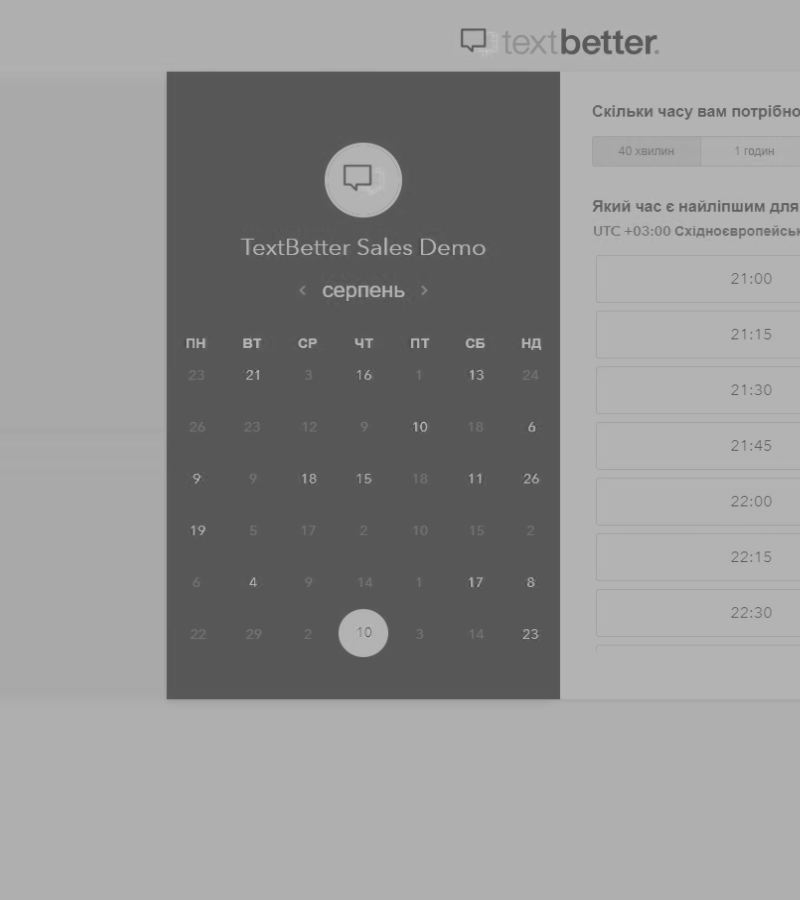 textbetter.
TextBetter Sales Demo
‹ серпень ›
ПН ВТ СР ЧТ ПТ СБ НД
23 21 3 16 1 13 24
26 23 12 9 10 18 6
9 9 18 15 18 11 26
19 5 17 2 10 15 2
6 4 9 14 1 17 8
22 29 2 10 3 14 23
Скільки часу вам потрібно
40 хвилин 1 годин
Який час є найліпшим для
UTC +03:00 Східноєвропейськ
21:00
21:15
21:30
21:45
22:00
22:15
22:30